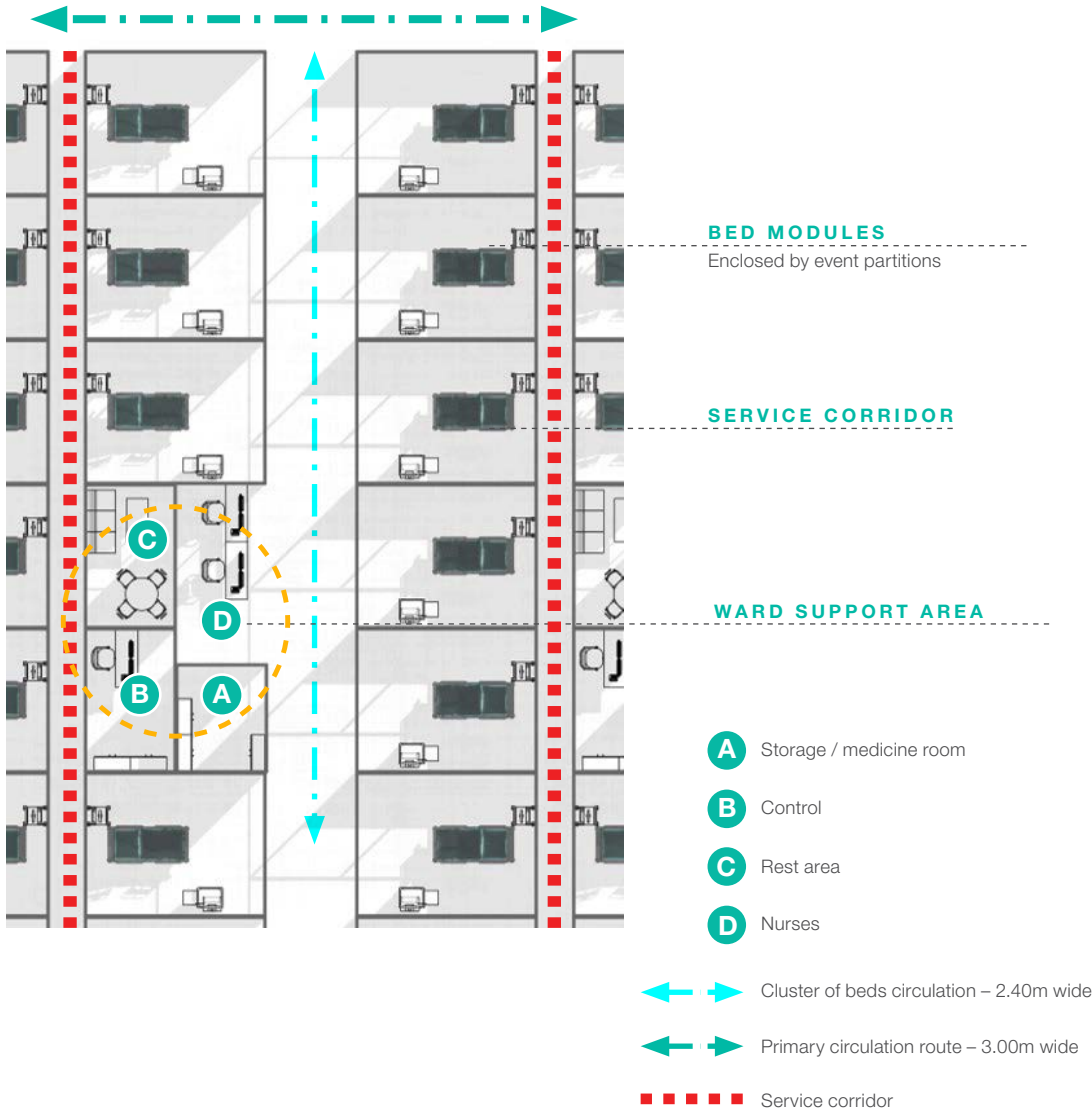 BED MODULES
Enclosed by event partitions
SERVICE CORRIDOR
C
D
WARD SUPPORT AREA
B
A
A Storage / medicine room
B Control
C Rest area
D Nurses
Cluster of beds circulation – 2.40m wide
Primary circulation route – 3.00m wide
Service corridor